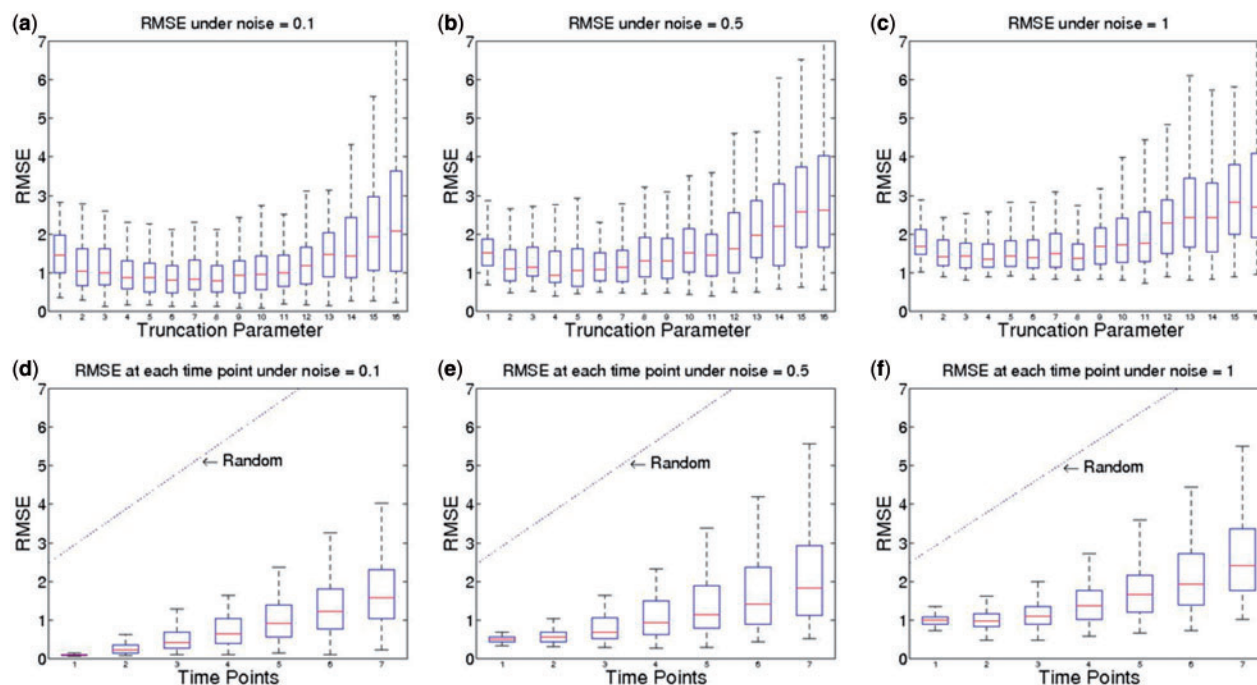 (a) RMSE under noise = 0.1
7
6
5
4
3
2
1
0
RMSE
1 2 3 4 5 6 7 8 9 10 11 12 13 14 15 16
Truncation Parameter
(b) RMSE under noise = 0.5
7
6
5
4
3
2
1
0
RMSE
1 2 3 4 5 6 7 8 9 10 11 12 13 14 15 16
Truncation Parameter
(c) RMSE under noise = 1
7
6
5
4
3
2
1
0
RMSE
1 2 3 4 5 6 7 8 9 10 11 12 13 14 15 1
Truncation Parameter
(d) RMSE at each time point under noise = 0.1
7
6
5
4
3
2
1
0
RMSE
← Random
1 2 3 4 5 6 7
Time Points
(e) RMSE at each time point under noise = 0.5
7
6
5
4
3
2
1
0
RMSE
← Random
1 2 3 4 5 6 7
Time Points
(f) RMSE at each time point under noise = 1
7
6
5
4
3
2
1
0
RMSE
← Random
1 2 3 4 5 6 7
Time Points